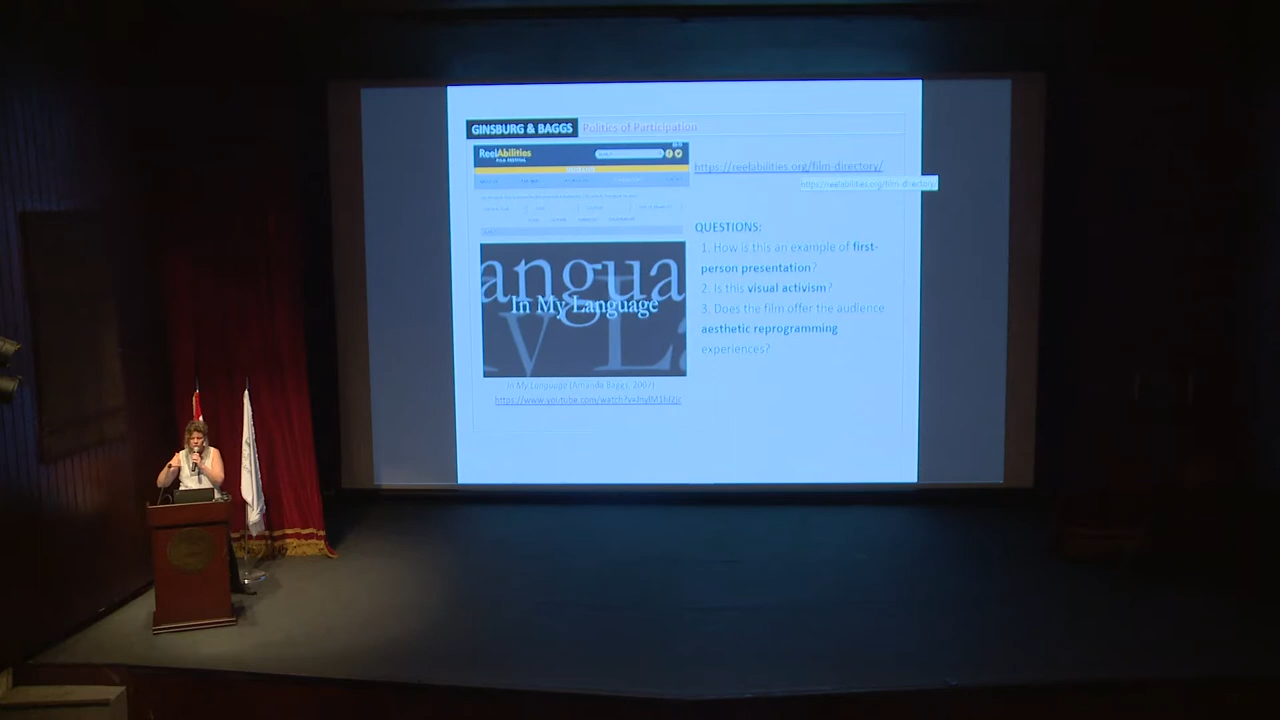 GINSBURG & BAGGS Politics of Participation
ReelAbilities
FILM FESTIVAL
https://reelabilities.org/film-directory/
https://reelabilities.org/film-directory/
QUESTIONS:
1. How is this an example of first-
person presentation?
2. Is this visual activism?
3. Does the film offer the audience
aesthetic reprogramming
experiences?
angua
In My Language
In My Language (Amanda Baggs, 2007)